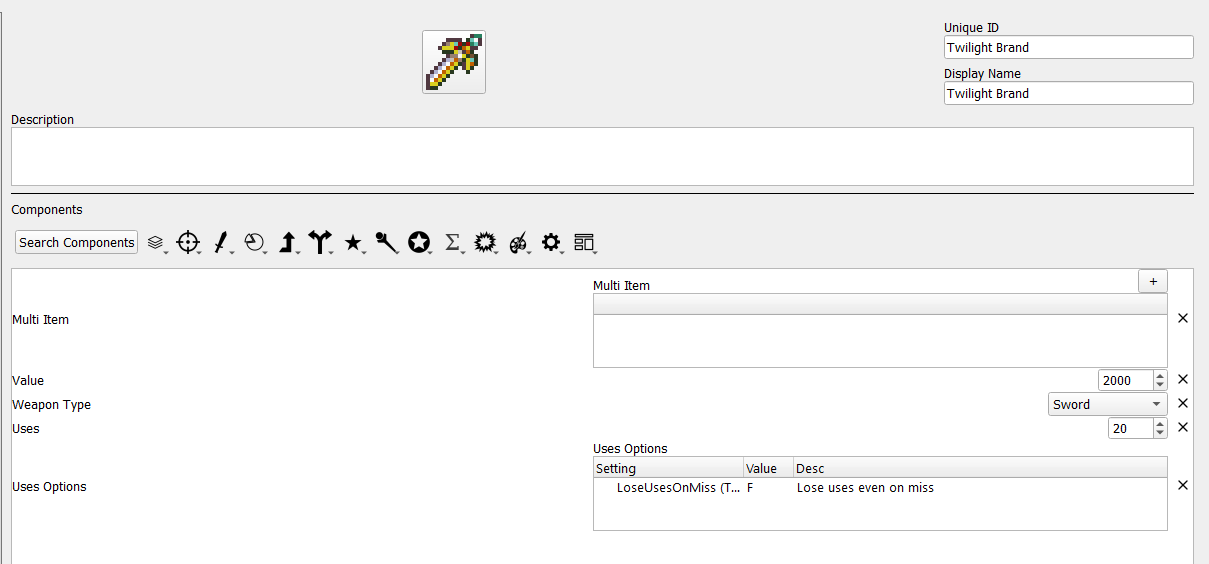 Unique ID
Twilight Brand
Display Name
Twilight Brand
Description
Components
Search Components
Multi Item +
Multi Item
Value 2000
Weapon Type Sword
Uses 20
Uses Options
Setting Value Desc
Uses Options
LoseUsesOnMiss (T... F Lose uses even on miss